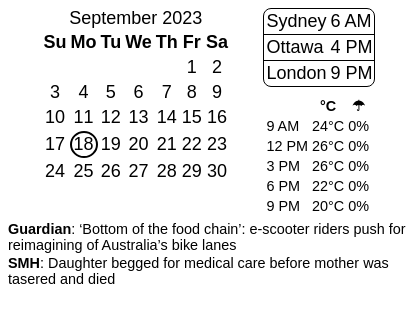 September 2023
Su Mo Tu We Th Fr Sa
1 2
3 4 5 6 7 8 9
10 11 12 13 14 15 16
17 18 19 20 21 22 23
24 25 26 27 28 29 30
Sydney 6 AM
Ottawa 4 PM
London 9 PM
°C ☂
9 AM 24°C 0%
12 PM 26°C 0%
3 PM 26°C 0%
6 PM 22°C 0%
9 PM 20°C 0%
Guardian: ‘Bottom of the food chain’: e-scooter riders push for
reimagining of Australia’s bike lanes
SMH: Daughter begged for medical care before mother was
tasered and died